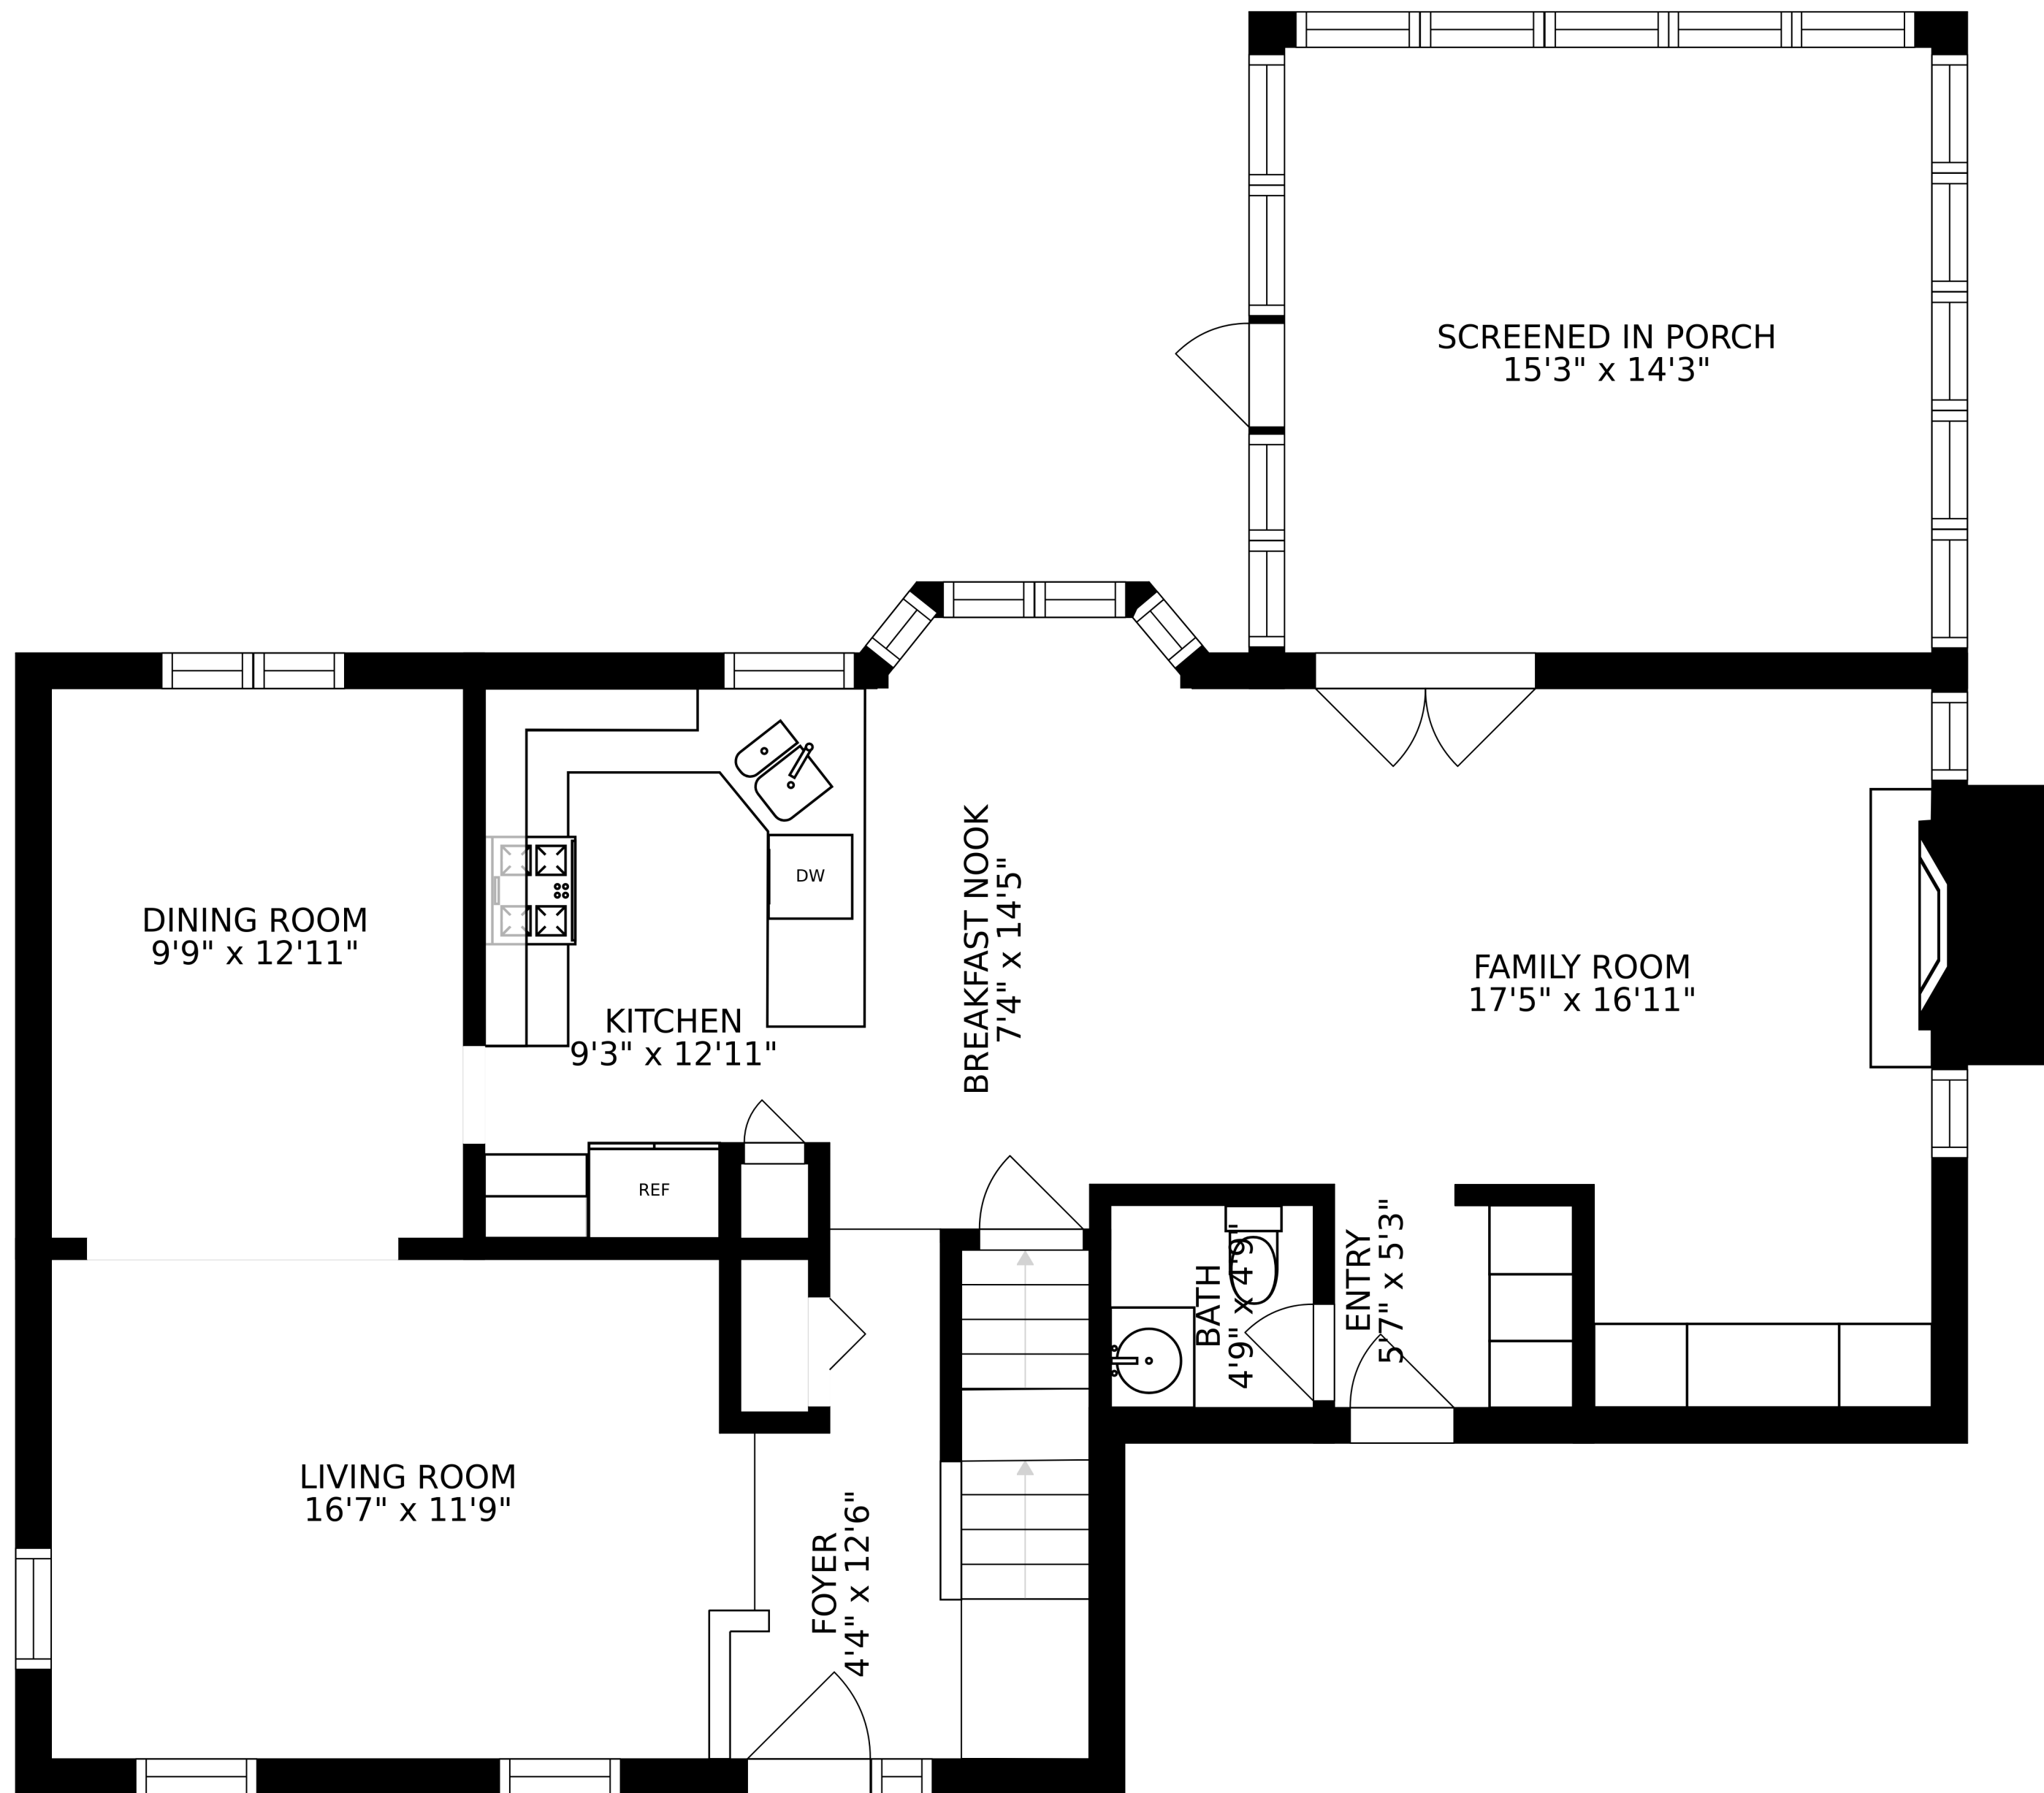 SCREENED IN PORCH
15'3" x 14'3"
DINING ROOM
9'9" x 12'11"
DW
KITCHEN
9'3" x 12'11"
BREAKFAST NOOK
7'4" x 14'5"
FAMILY ROOM
17'5" x 16'11"
REF
BATH
4'9" x 4'9"
ENTRY
5'7" x 5'3"
LIVING ROOM
16'7" x 11'9"
FOYER
4'4" x 12'6"